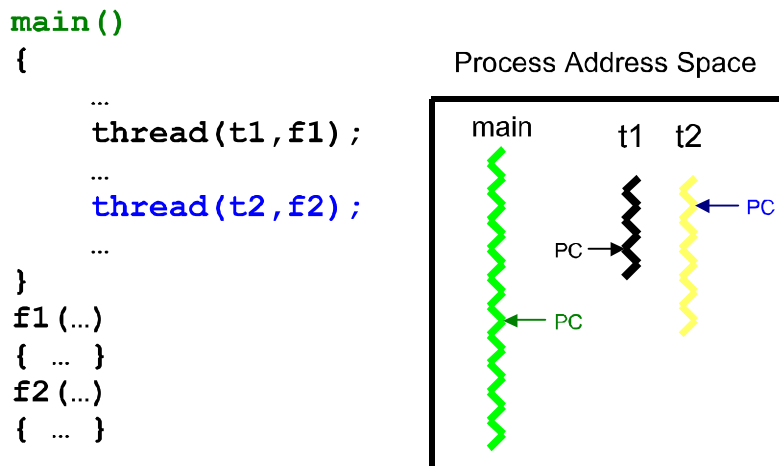 main()
{
…
thread(t1,f1);
…
thread(t2,f2);
…
}
f1(…)
{ … }
f2(…)
{ … }
Process Address Space
main
t1
t2
PC
PC
PC